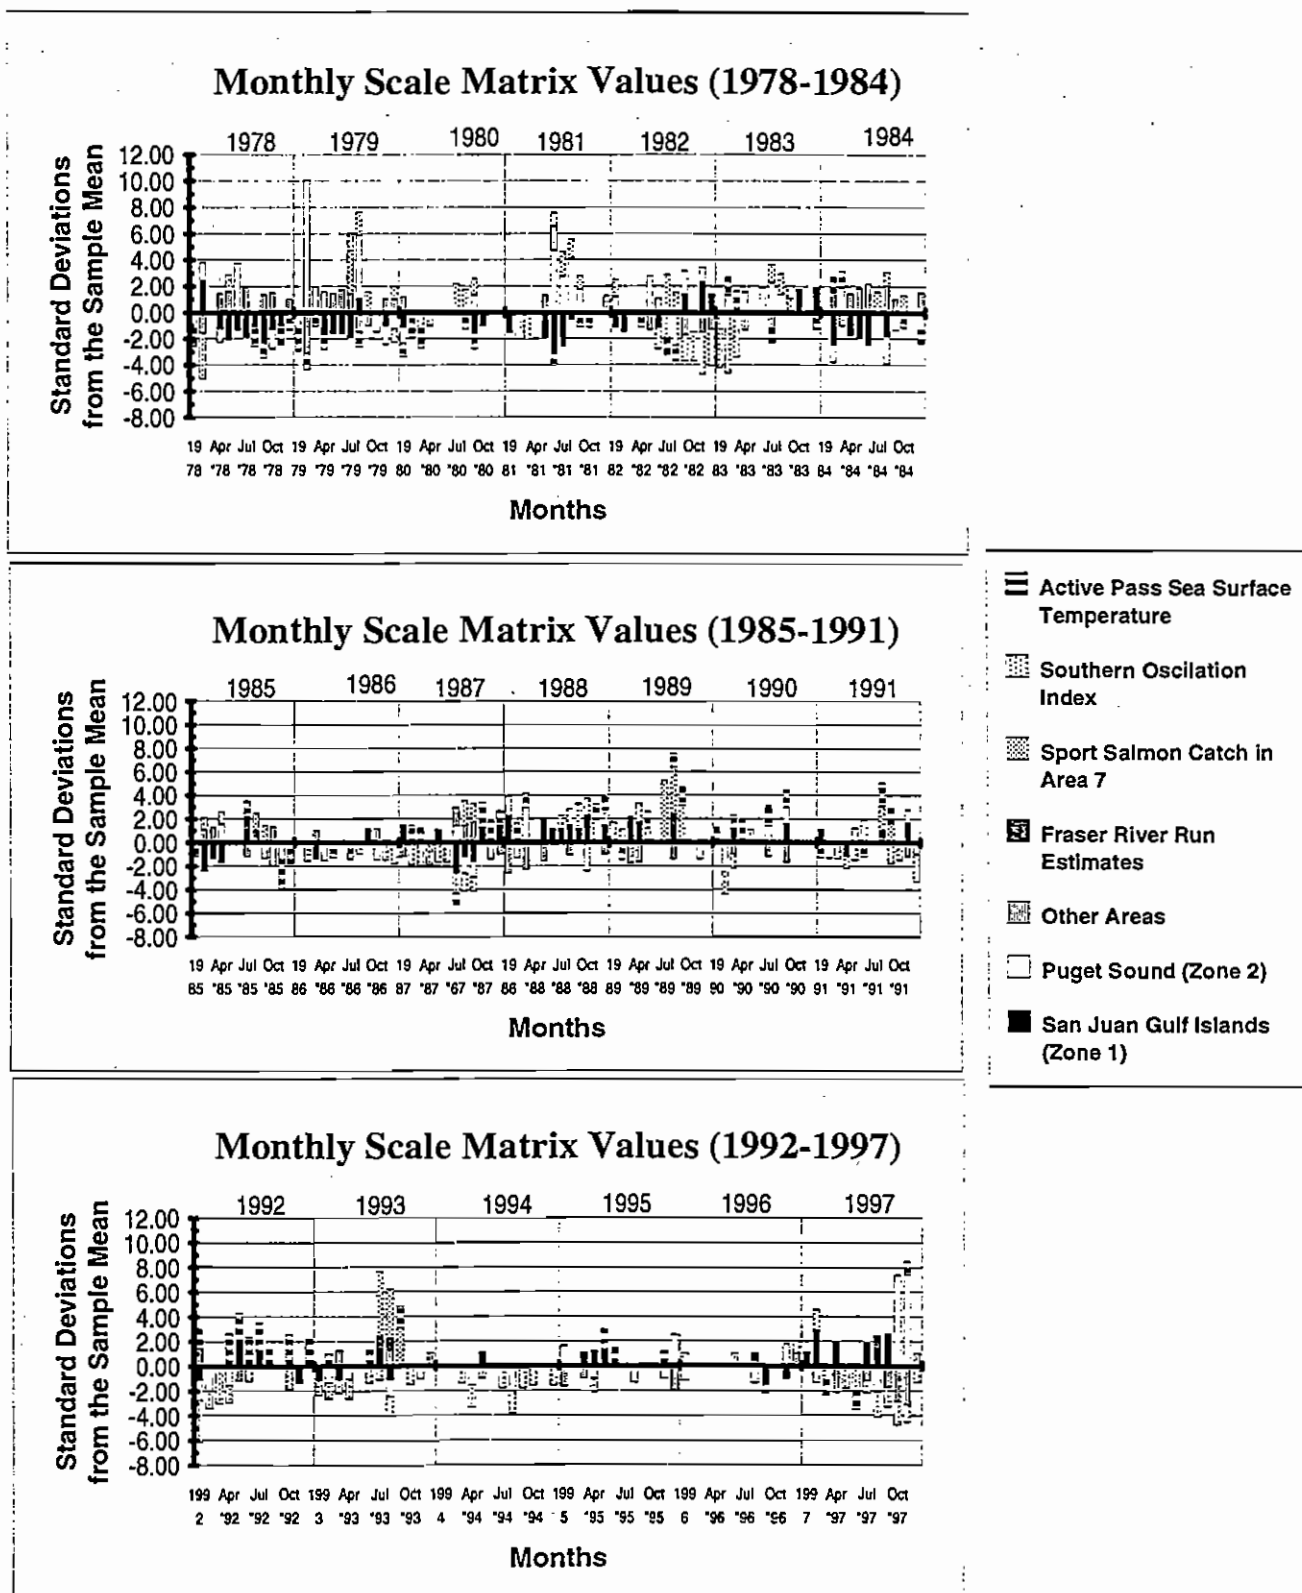 Monthly Scale Matrix Values (1978-1984)
1978 1979 1980 1981 1982 1983 1984
Standard Deviations
from the Sample Mean
12.00
10.00
8.00
6.00
4.00
2.00
0.00
-2.00
-4.00
-6.00
-8.00
19 Apr Jul Oct 19 Apr Jul Oct 19 Apr Jul Oct 19 Apr Jul Oct 19 Apr Jul Oct 19 Apr Jul Oct 19 Apr Jul Oct
78 "78 "78 "78 79 "79 "79 "79 80 "80 "80 "80 81 "81 "81 "81 82 "82 "82 "82 83 "83 "83 "83 84 "84 "84 "84
Months
Monthly Scale Matrix Values (1985-1991)
1985 1986 1987 1988 1989 1990 1991
Standard Deviations
from the Sample Mean
12.00
10.00
8.00
6.00
4.00
2.00
0.00
-2.00
-4.00
-6.00
-8.00
19 Apr Jul Oct 19 Apr Jul Oct 19 Apr Jul Oct 19 Apr Jul Oct 19 Apr Jul Oct 19 Apr Jul Oct 19 Apr Jul Oct
85 "85 "85 "85 86 "86 "86 "86 87 "87 "87 "87 88 "88 "88 "88 89 "89 "89 "89 90 "90 "90 "90 91 "91 "91 "91
Months
Active Pass Sea Surface
Temperature
Southern Oscilation
Index
Sport Salmon Catch in
Area 7
Fraser River Run
Estimates
Other Areas
Puget Sound (Zone 2)
San Juan Gulf Islands
(Zone 1)
Monthly Scale Matrix Values (1992-1997)
1992 1993 1994 1995 1996 1997
Standard Deviations
from the Sample Mean
12.00
10.00
8.00
6.00
4.00
2.00
0.00
-2.00
-4.00
-6.00
-8.00
199 Apr Jul Oct 199 Apr Jul Oct 199 Apr Jul Oct 199 Apr Jul Oct 199 Apr Jul Oct 199 Apr Jul Oct
2 "92 "92 "92 3 "93 "93 "93 4 "94 "94 "94 5 "95 "95 "95 6 "96 "96 "96 7 "97 "97 "97
Months